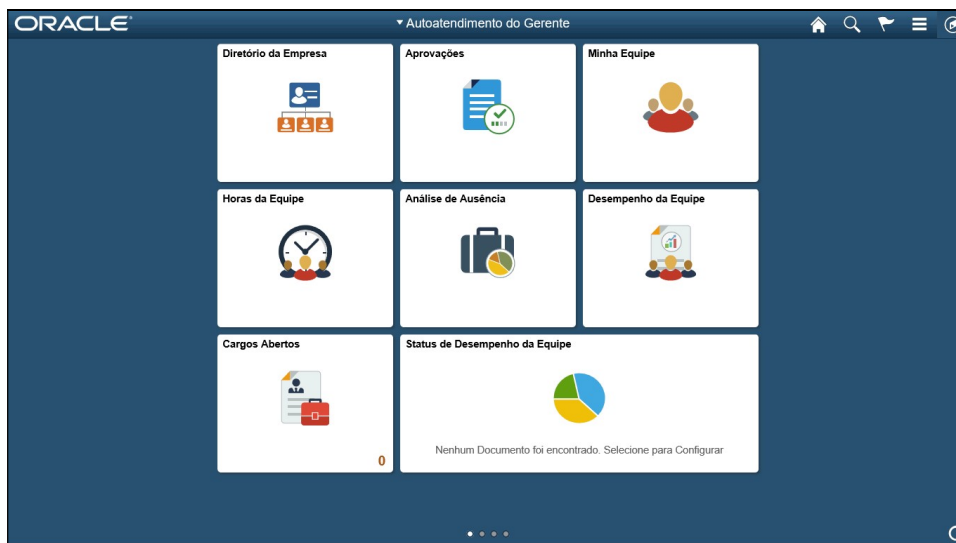 ORACLE
Autoatendimento do Gerente
Diretório da Empresa
Aprovações
Minha Equipe
Horas da Equipe
Análise de Ausência
Desempenho da Equipe
Cargos Abertos
0
Status de Desempenho da Equipe
Nenhum Documento foi encontrado. Selecione para Configurar